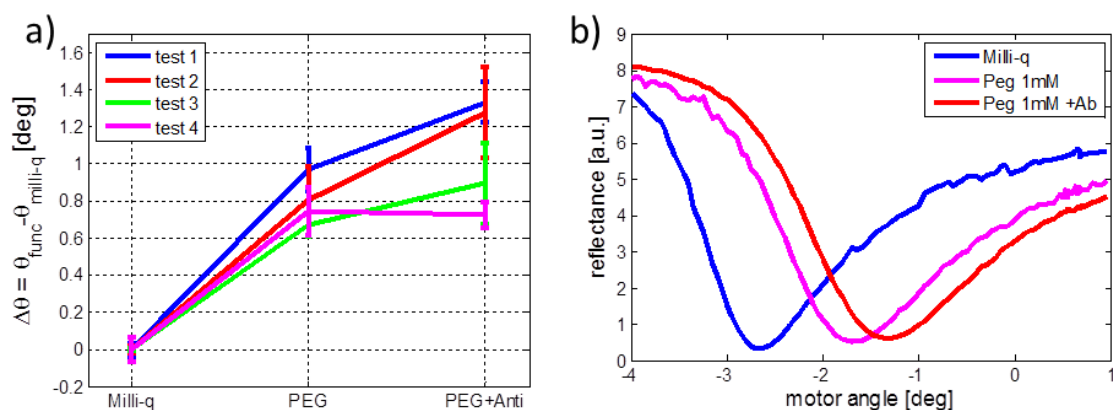 a)
Δθ = θfunc-θmilli-q [deg]
1.6
1.4
1.2
1
0.8
0.6
0.4
0.2
0
-0.2
test 1
test 2
test 3
test 4
Milli-q
PEG
PEG+Anti
b)
reflectance [a.u.]
9
8
7
6
5
4
3
2
1
0
Milli-q
Peg 1mM
Peg 1mM +Ab
-4
-3
-2
-1
0
1
motor angle [deg]